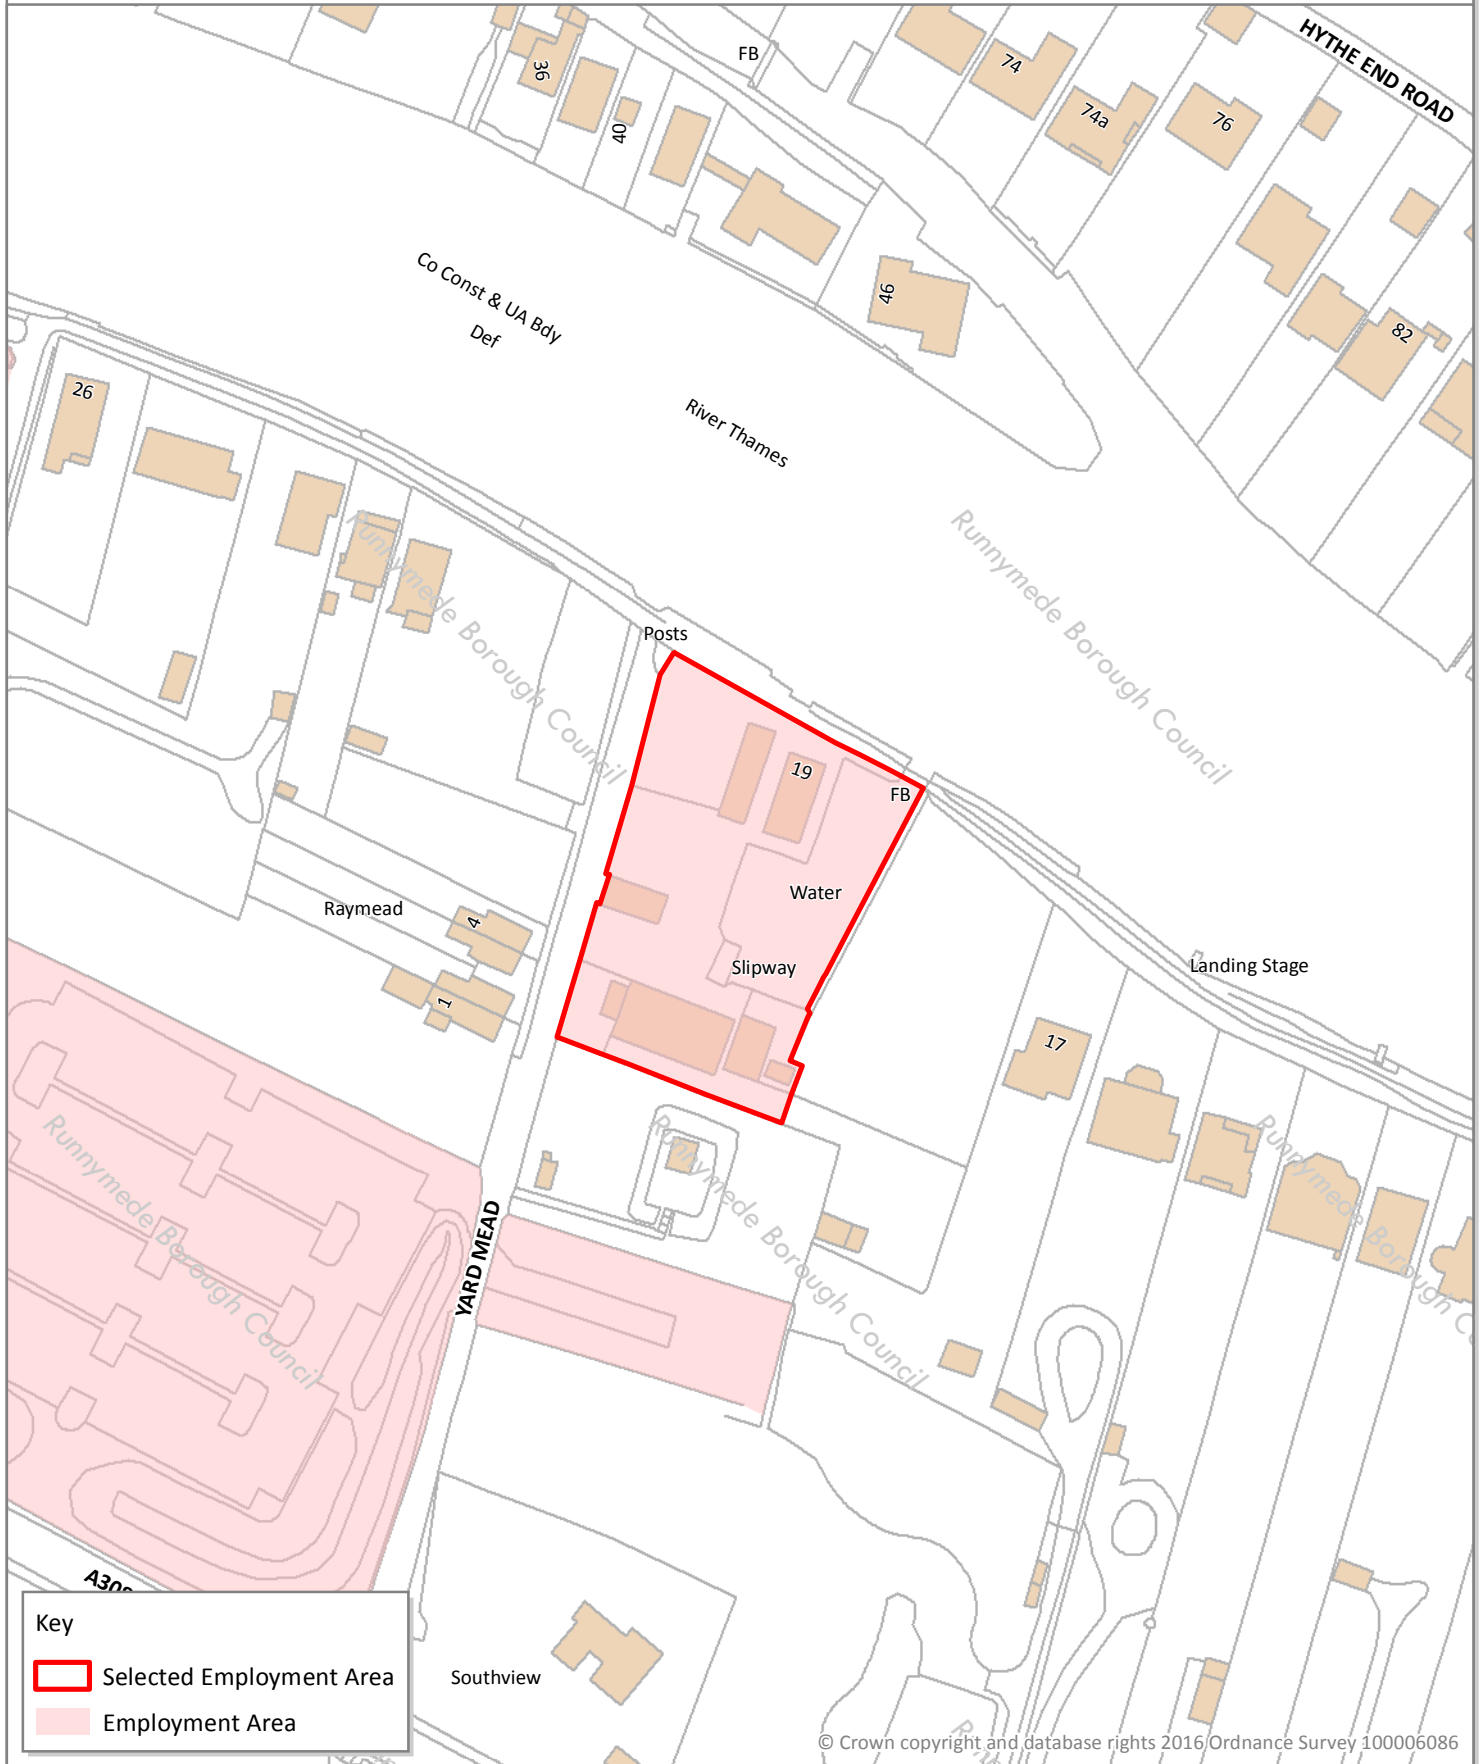 HYTHE END ROAD
FB
36
40
74
74a
76
46
82
Co Const & UA Bdy
Def
River Thames
26
Runnymede Borough Council
Runnymede Borough Council
Posts
19
FB
Water
Slipway
Raymead
4
1
Landing Stage
17
Runnymede Borough Council
Runnymede Borough Council
Runnymede Borough C
YARD MEAD
A308
Key
Selected Employment Area
Employment Area
Southview
Runn
© Crown copyright and database rights 2016 Ordnance Survey 100006086